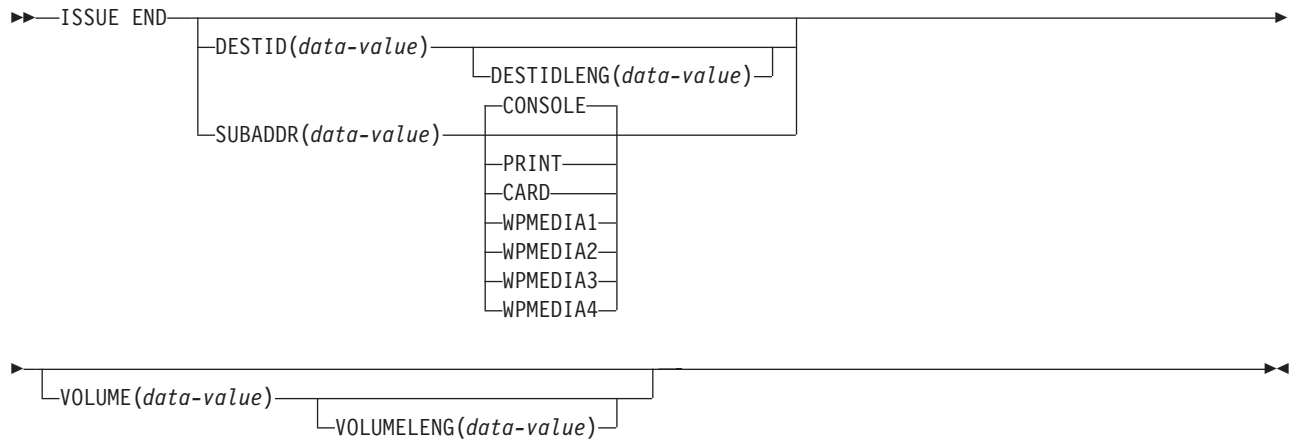 ISSUE END
DESTID(data-value)
DESTIDLENG(data-value)
CONSOLE
SUBADDR(data-value)
PRINT
CARD
WPMEDIA1
WPMEDIA2
WPMEDIA3
WPMEDIA4
VOLUME(data-value)
VOLUMELENG(data-value)